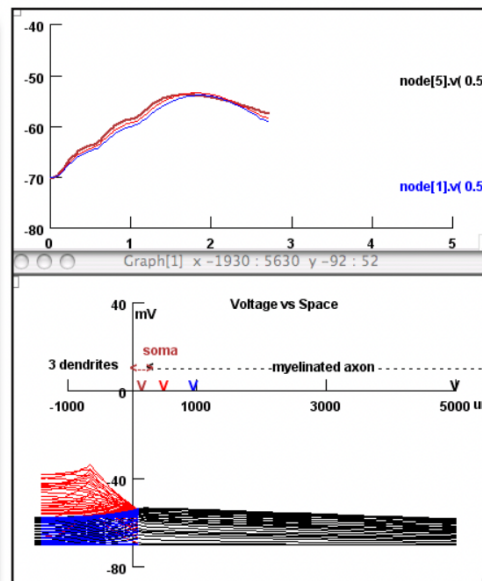 -40
-50
node[5].v( 0.5
-60
-70
node[1].v( 0.5
-80
0 1 2 3 4 5
Graph[1] x -1930 : 5630 y -92 : 52
40
mV
Voltage vs Space
soma
3 dendrites
myelinated axon
V V V V
0
-1000 1000 3000 5000 u
-40
-80